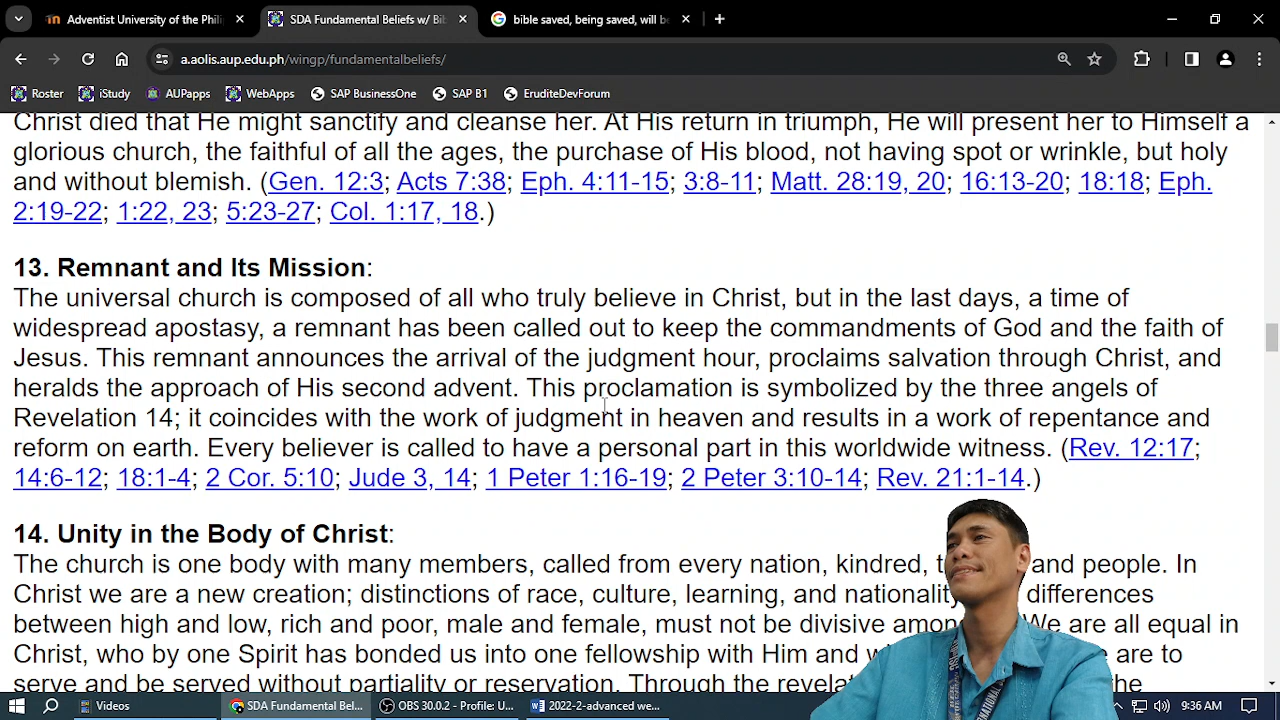 Adventist University of the Phili
SDA Fundamental Beliefs w/ Bib
bible saved, being saved, will be
a.aolis.aup.edu.ph/wingp/fundamentalbeliefs/
Roster iStudy AUPapps WebApps SAP BusinessOne SAP B1 EruditeDevForum
Christ died that He might sanctify and cleanse her. At His return in triumph, He will present her to Himself a
glorious church, the faithful of all the ages, the purchase of His blood, not having spot or wrinkle, but holy
and without blemish. (Gen. 12:3; Acts 7:38; Eph. 4:11-15; 3:8-11; Matt. 28:19, 20; 16:13-20; 18:18; Eph.
2:19-22; 1:22, 23; 5:23-27; Col. 1:17, 18.)
13. Remnant and Its Mission:
The universal church is composed of all who truly believe in Christ, but in the last days, a time of
widespread apostasy, a remnant has been called out to keep the commandments of God and the faith of
Jesus. This remnant announces the arrival of the judgment hour, proclaims salvation through Christ, and
heralds the approach of His second advent. This proclamation is symbolized by the three angels of
Revelation 14; it coincides with the work of judgment in heaven and results in a work of repentance and
reform on earth. Every believer is called to have a personal part in this worldwide witness. (Rev. 12:17;
14:6-12; 18:1-4; 2 Cor. 5:10; Jude 3, 14; 1 Peter 1:16-19; 2 Peter 3:10-14; Rev. 21:1-14.)
14. Unity in the Body of Christ:
The church is one body with many members, called from every nation, kindred, and people. In
Christ we are a new creation; distinctions of race, culture, learning, and nationality differences
between high and low, rich and poor, male and female, must not be divisive We are all equal in
Christ, who by one Spirit has bonded us into one fellowship with Him and are to
serve and be served without partiality or reservation. Through the the
Videos
SDA Fundamental Bel...
OBS 30.0.2 - Profile: U...
2022-2-advanced we...
9:36 AM